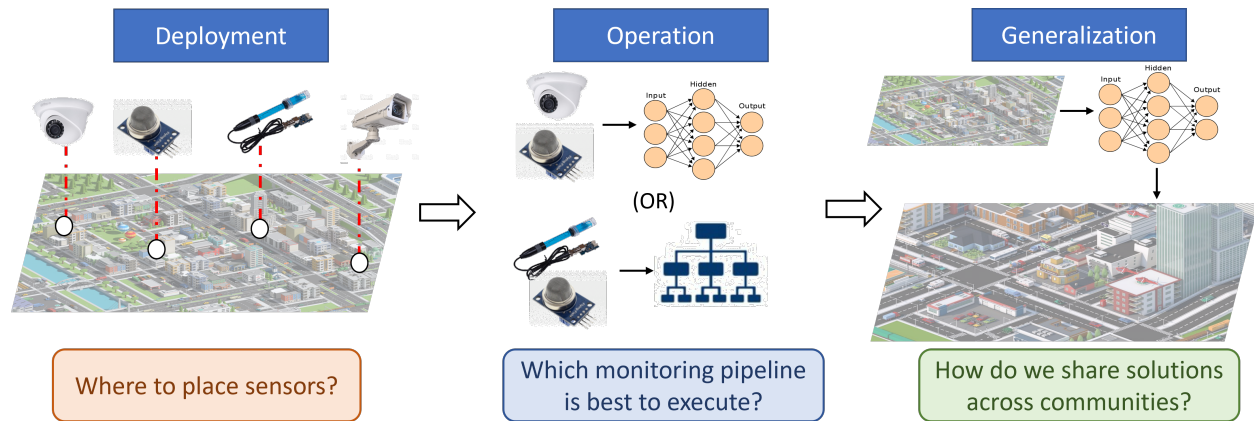 Deployment
Operation
Generalization
Input
Hidden
Output
(OR)
Input
Hidden
Output
Where to place sensors?
Which monitoring pipeline
is best to execute?
How do we share solutions
across communities?